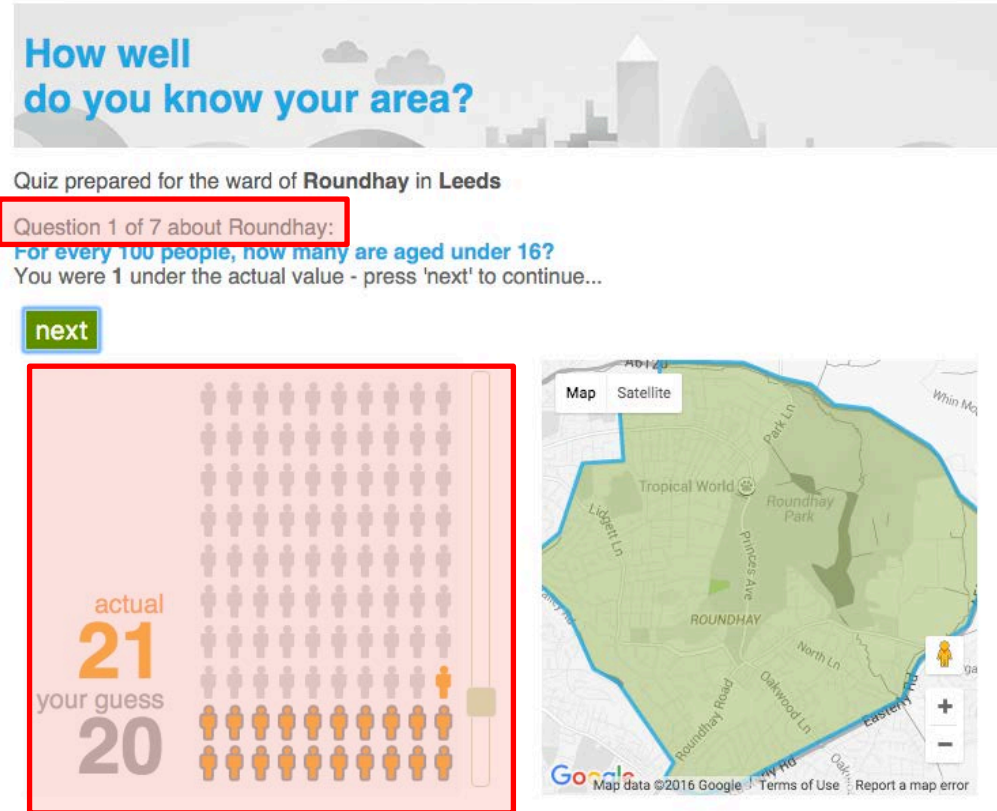 How well
do you know your area?
Quiz prepared for the ward of Roundhay in Leeds
Question 1 of 7 about Roundhay:
For every 100 people, how many are aged under 16?
You were 1 under the actual value - press 'next' to continue...
next
actual
21
your guess
20
A6120
Map Satellite
Park Ln
Tropical World
Roundhay
Park
Lidgett Ln
Princes Ave
ROUNDHAY
North Ln
Oakwood Ln
Roundhay Road
Easterly Rd
+
−
Google
Map data ©2016 Google Terms of Use Report a map error